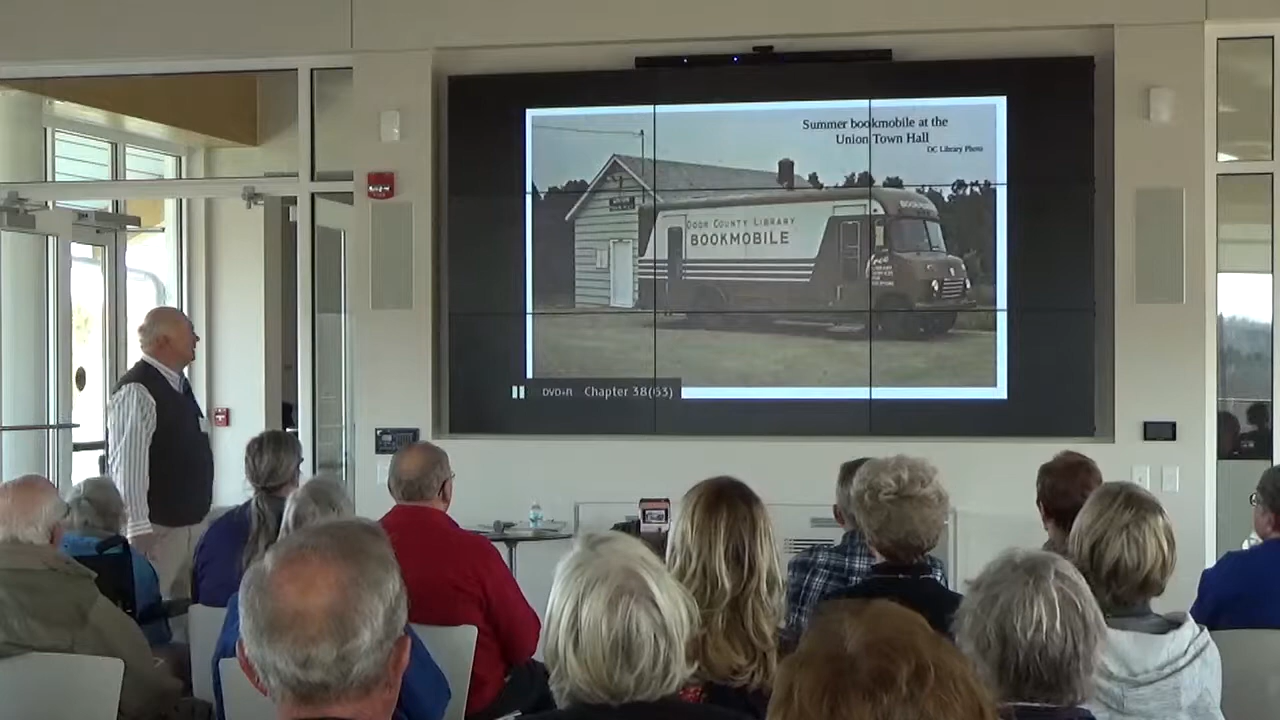 Summer bookmobile at the
Union Town Hall
DC Library Photo
DOOR COUNTY LIBRARY
BOOKMOBILE
DVD+R Chapter 38(63)